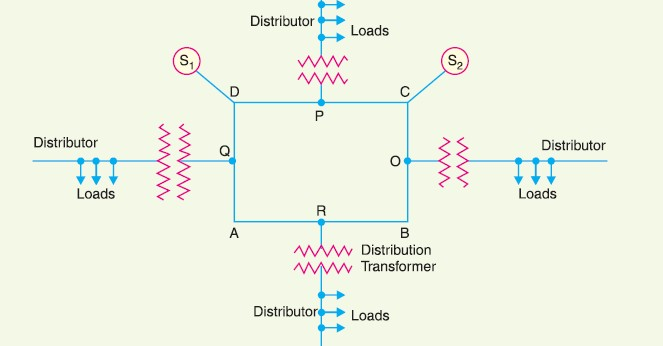 Distributor
Loads
S1
S2
D
C
P
Distributor
Q
Loads
O
Distributor
Loads
R
A
B
Distribution
Transformer
Distributor
Loads